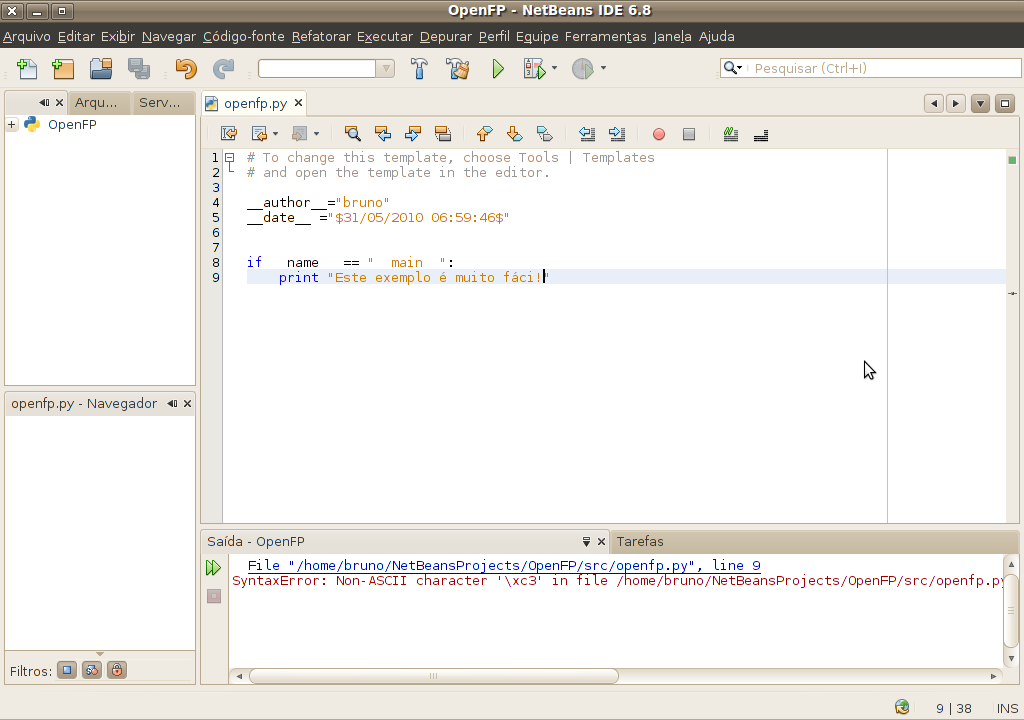 OpenFP - NetBeans IDE 6.8
Arquivo Editar Exibir Navegar Código-fonte Refatorar Executar Depurar Perfil Equipe Ferramentas Janela Ajuda
Pesquisar (Ctrl+I)
Arqu... Serv...
OpenFP
openfp.py
1 # To change this template, choose Tools | Templates
2 # and open the template in the editor.
3
4 __author__="bruno"
5 __date__ ="$31/05/2010 06:59:46$"
6
7
8 if __name__ == "__main__":
9 print "Este exemplo é muito fáci!"
openfp.py - Navegador
Filtros:
Saída - OpenFP
Tarefas
File "/home/bruno/NetBeansProjects/OpenFP/src/openfp.py", line 9
SyntaxError: Non-ASCII character '\xc3' in file /home/bruno/NetBeansProjects/OpenFP/src/openfp.py
9 | 38 INS